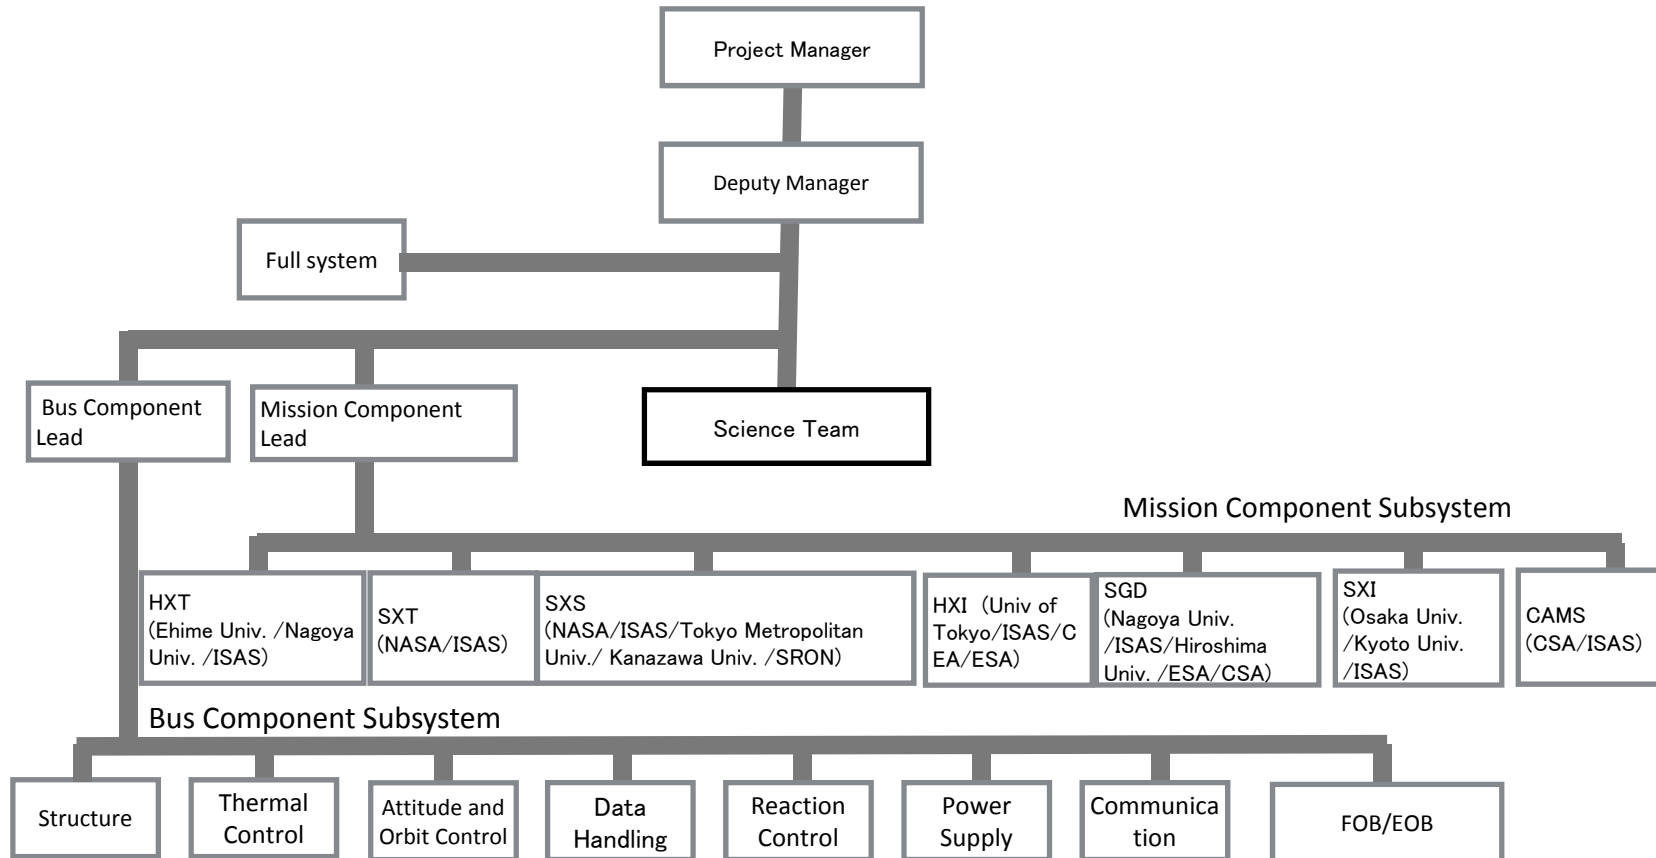 Project Manager
Deputy Manager
Full system
Bus Component
Lead
Mission Component
Lead
Science Team
Mission Component Subsystem
HXT
(Ehime Univ. /Nagoya
Univ. /ISAS)
SXT
(NASA/ISAS)
SXS
(NASA/ISAS/Tokyo Metropolitan
Univ./ Kanazawa Univ. /SRON)
HXI (Univ of
Tokyo/ISAS/C
EA/ESA)
SGD
(Nagoya Univ.
/ISAS/Hiroshima
Univ. /ESA/CSA)
SXI
(Osaka Univ.
/Kyoto Univ.
/ISAS)
CAMS
(CSA/ISAS)
Bus Component Subsystem
Structure
Thermal
Control
Attitude and
Orbit Control
Data
Handling
Reaction
Control
Power
Supply
Communica
tion
FOB/EOB